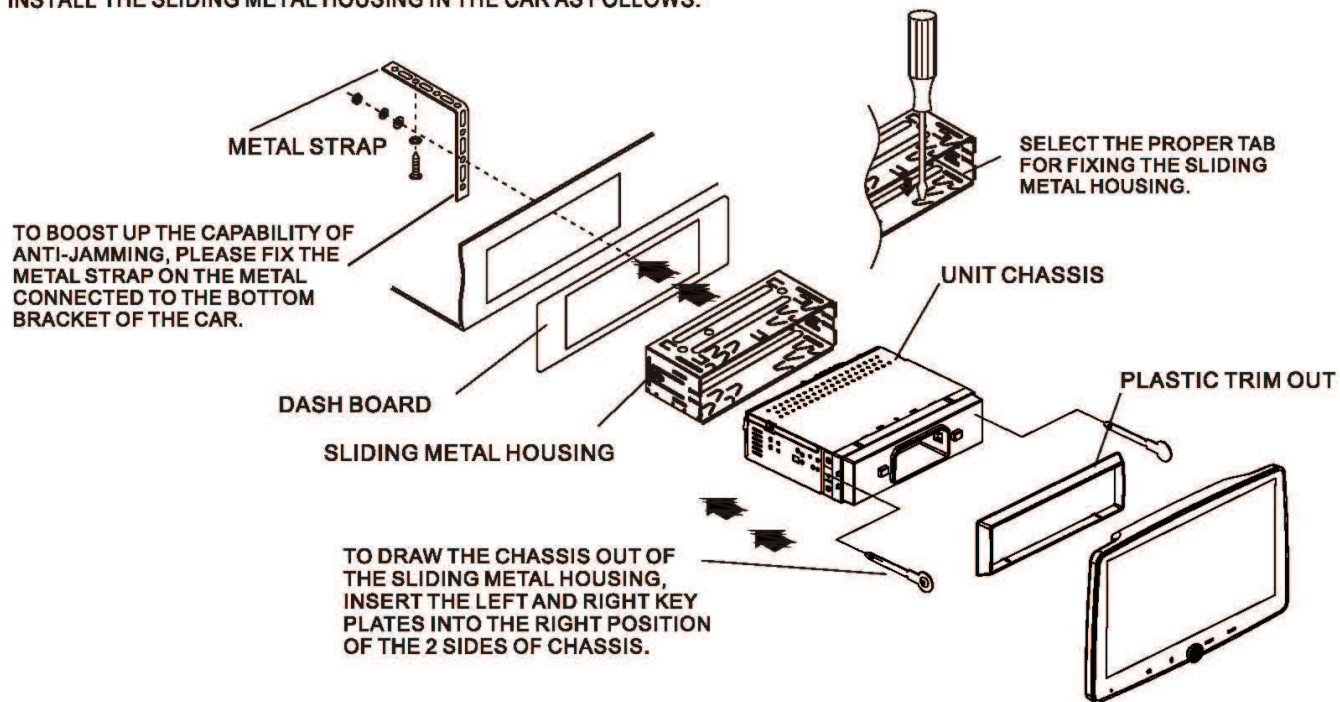 INSTALL THE SLIDING METAL HOUSING IN THE CAR AS FOLLOWS:
METAL STRAP
SELECT THE PROPER TAB
FOR FIXING THE SLIDING
METAL HOUSING.
TO BOOST UP THE CAPABILITY OF
ANTI-JAMMING, PLEASE FIX THE
METAL STRAP ON THE METAL
CONNECTED TO THE BOTTOM
BRACKET OF THE CAR.
UNIT CHASSIS
PLASTIC TRIM OUT
DASH BOARD
SLIDING METAL HOUSING
TO DRAW THE CHASSIS OUT OF
THE SLIDING METAL HOUSING,
INSERT THE LEFT AND RIGHT KEY
PLATES INTO THE RIGHT POSITION
OF THE 2 SIDES OF CHASSIS.